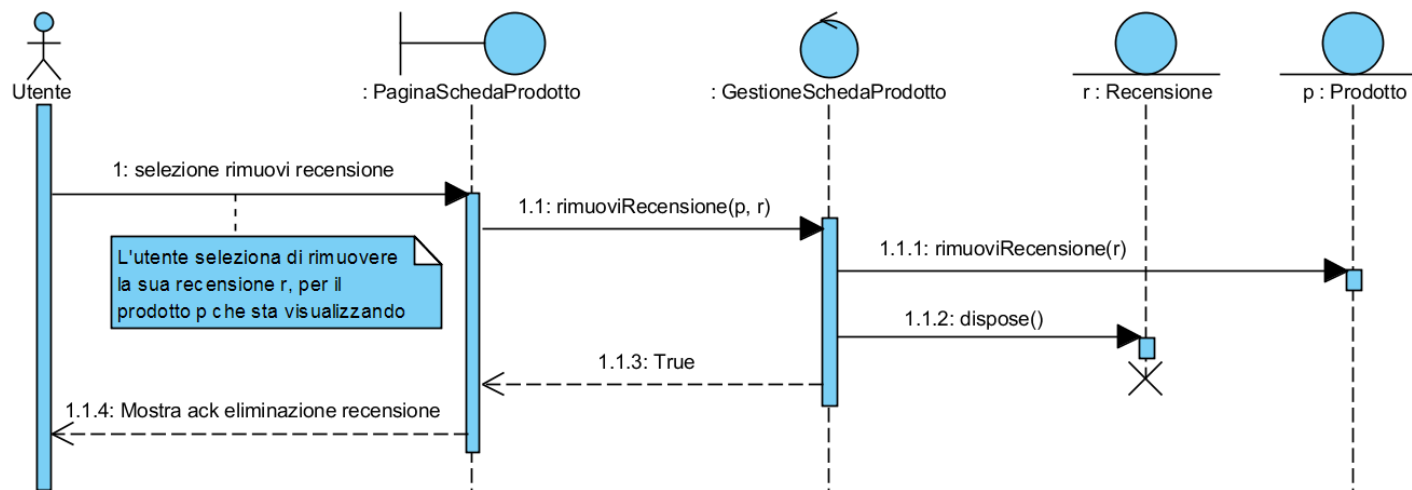 Utente
: PaginaSchedaProdotto
: GestioneSchedaProdotto
r : Recensione
p : Prodotto
1: selezione rimuovi recensione
1.1: rimuoviRecensione(p, r)
L'utente seleziona di rimuovere
la sua recensione r, per il
prodotto p che sta visualizzando
1.1.1: rimuoviRecensione(r)
1.1.2: dispose()
1.1.3: True
1.1.4: Mostra ack eliminazione recensione